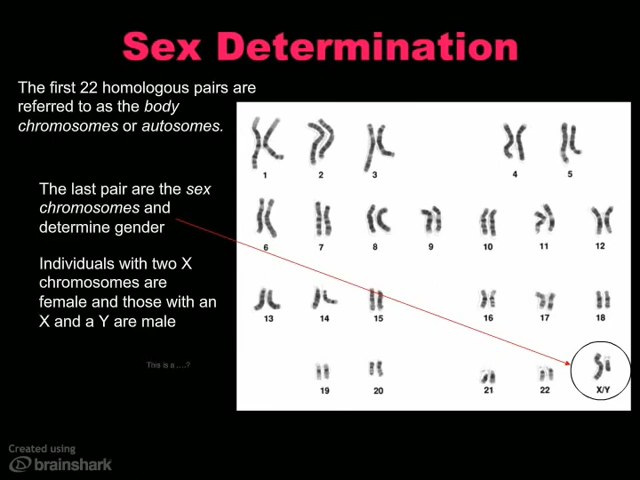 Sex Determination
The first 22 homologous pairs are
referred to as the body
chromosomes or autosomes.
The last pair are the sex
chromosomes and
determine gender
Individuals with two X
chromosomes are
female and those with an
X and a Y are male
This is a ....?
1 2 3 4 5
6 7 8 9 10 11 12
13 14 15 16 17 18
19 20 21 22 X/Y
Created using
brainshark